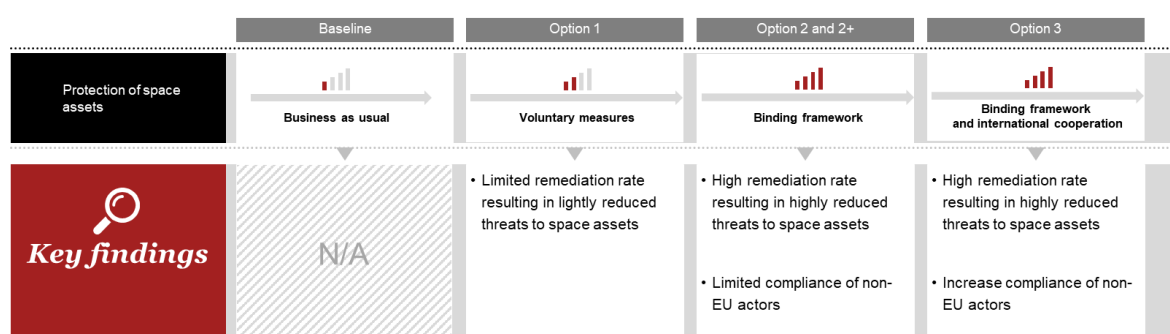 Baseline
Option 1
Option 2 and 2+
Option 3
Protection of space
assets
Business as usual
Voluntary measures
Binding framework
Binding framework
and international cooperation
Key findings
N/A
• Limited remediation rate
resulting in lightly reduced
threats to space assets
• High remediation rate
resulting in highly reduced
threats to space assets
• Limited compliance of non-
EU actors
• High remediation rate
resulting in highly reduced
threats to space assets
• Increase compliance of non-
EU actors